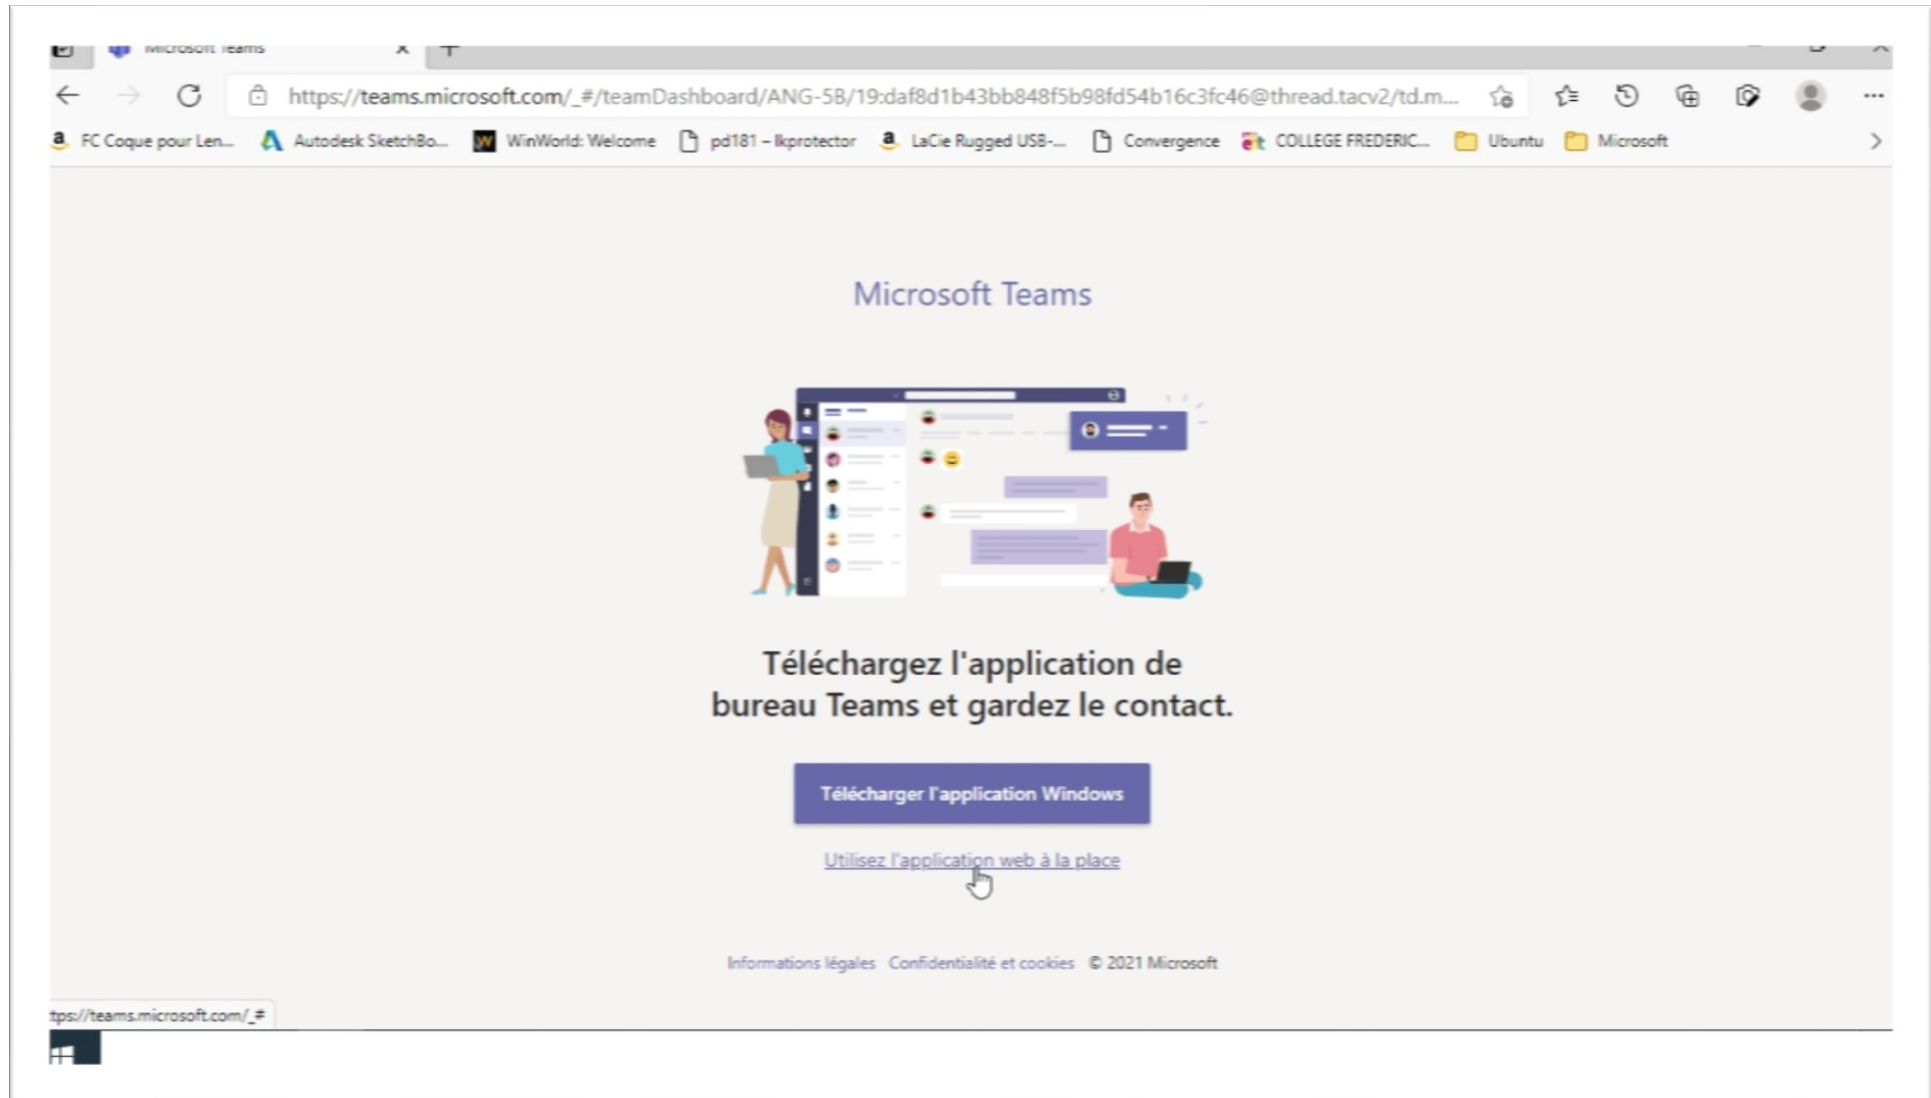 Microsoft Teams
https://teams.microsoft.com/_#/teamDashboard/ANG-5B/19:daf8d1b43bb848f5b98fd54b16c3fc46@thread.tacv2/td.m...
FC Coque pour Len... Autodesk SketchBo... WinWorld: Welcome pd181 – lkprotector LaCie Rugged USB-... Convergence COLLEGE FREDERIC... Ubuntu Microsoft
Microsoft Teams
Téléchargez l'application de
bureau Teams et gardez le contact.
Télécharger l'application Windows
Utilisez l'application web à la place
Informations légales Confidentialité et cookies © 2021 Microsoft
tps://teams.microsoft.com/_#